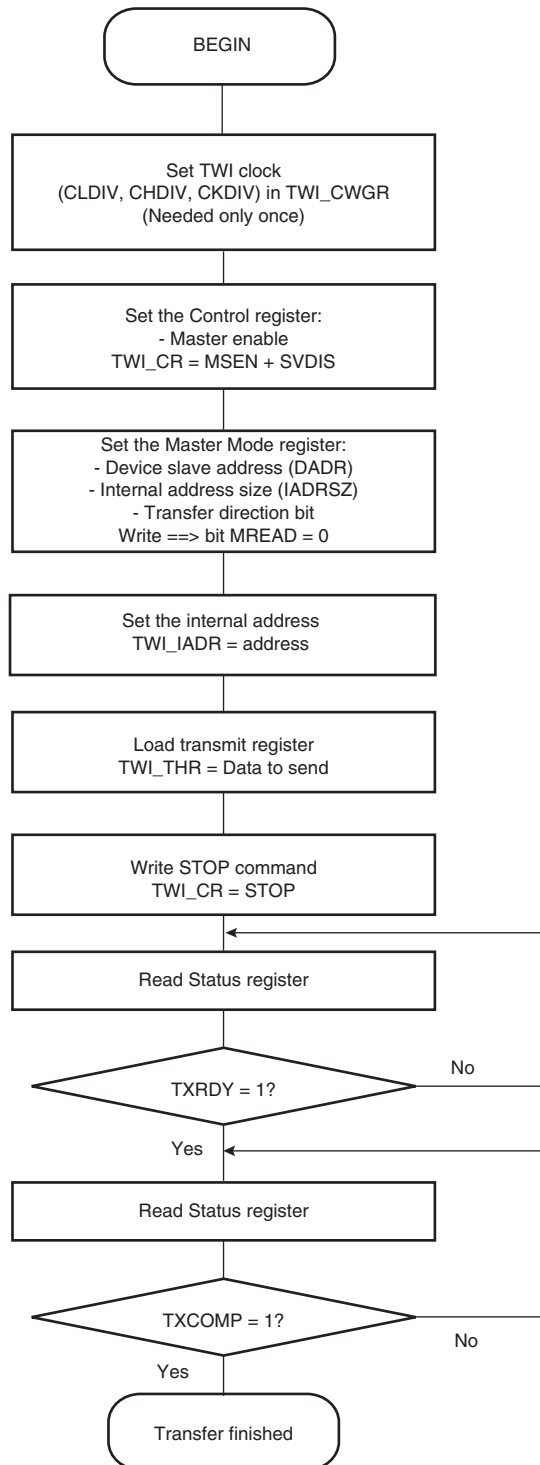 BEGIN
Set TWI clock
(CLDIV, CHDIV, CKDIV) in TWI_CWGR
(Needed only once)
Set the Control register:
- Master enable
TWI_CR = MSEN + SVDIS
Set the Master Mode register:
- Device slave address (DADR)
- Internal address size (IADRSZ)
- Transfer direction bit
Write ==> bit MREAD = 0
Set the internal address
TWI_IADR = address
Load transmit register
TWI_THR = Data to send
Write STOP command
TWI_CR = STOP
Read Status register
No
TXRDY = 1?
Yes
Read Status register
TXCOMP = 1?
No
Yes
Transfer finished